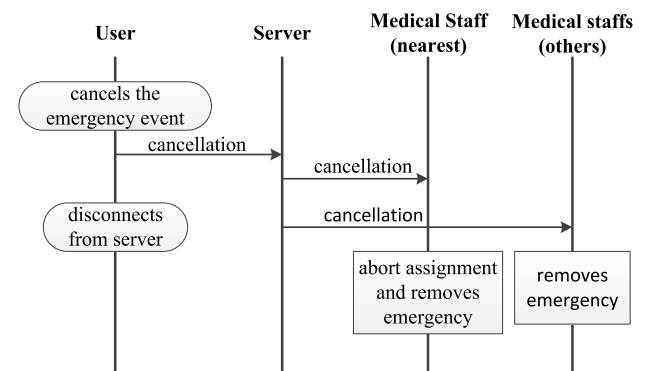 User
Server
Medical Staff
(nearest)
Medical staffs
(others)
cancels the
emergency event
cancellation
cancellation
disconnects
from server
cancellation
abort assignment
and removes
emergency
removes
emergency